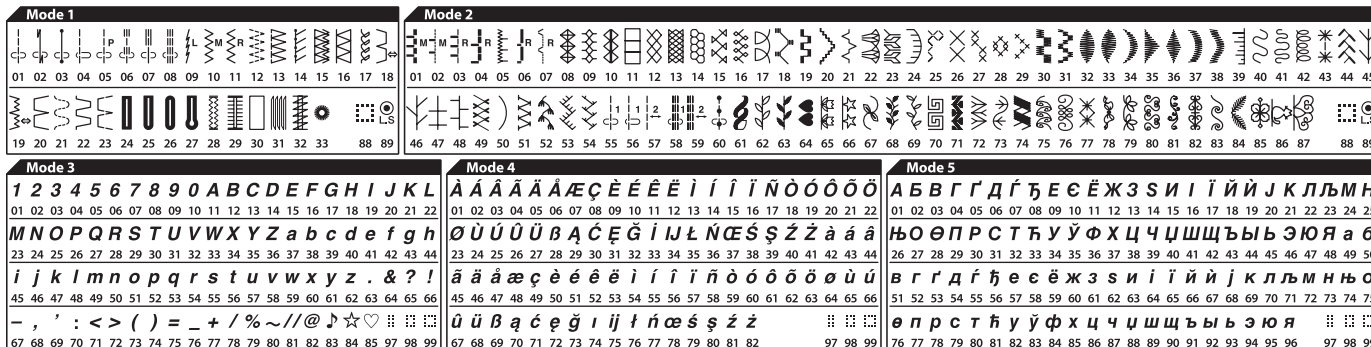 Mode 1
P L M R
01 02 03 04 05 06 07 08 09 10 11 12 13 14 15 16 17 18
L.S
19 20 21 22 23 24 25 26 27 28 29 30 31 32 33 88 89
Mode 2
M M R R R
01 02 03 04 05 06 07 08 09 10 11 12 13 14 15 16 17 18 19 20 21 22 23 24 25 26 27 28 29 30 31 32 33 34 35 36 37 38 39 40 41 42 43 44
1 1 2 1 2 L.S
46 47 48 49 50 51 52 53 54 55 56 57 58 59 60 61 62 63 64 65 66 67 68 69 70 71 72 73 74 75 76 77 78 79 80 81 82 83 84 85 86 87 88 89
Mode 3
1 2 3 4 5 6 7 8 9 0 A B C D E F G H I J K L
01 02 03 04 05 06 07 08 09 10 11 12 13 14 15 16 17 18 19 20 21 22
M N O P Q R S T U V W X Y Z a b c d e f g h
23 24 25 26 27 28 29 30 31 32 33 34 35 36 37 38 39 40 41 42 43 44
i j k l m n o p q r s t u v w x y z . & ? !
45 46 47 48 49 50 51 52 53 54 55 56 57 58 59 60 61 62 63 64 65 66
– , ' : < > ( ) = _ + / % ~ // @ ♪ ☆ ♡
67 68 69 70 71 72 73 74 75 76 77 78 79 80 81 82 83 84 85 97 98 99
Mode 4
À Á Â Ã Ä Å Æ Ç È É Ê Ë Ì Í Î Ï Ñ Ò Ó Ô Õ Ö
01 02 03 04 05 06 07 08 09 10 11 12 13 14 15 16 17 18 19 20 21 22
Ø Ù Ú Û Ü ß Ą Ć Ę Ğ İ IJ Ł Ń Œ Ś Ş Ź Ż à á â
23 24 25 26 27 28 29 30 31 32 33 34 35 36 37 38 39 40 41 42 43 44
ã ä å æ ç è é ê ë ì í î ï ñ ò ó ô õ ö ø ù ú
45 46 47 48 49 50 51 52 53 54 55 56 57 58 59 60 61 62 63 64 65 66
û ü ß ą ć ę ğ ı ij ł ń œ ś ş ź ż
67 68 69 70 71 72 73 74 75 76 77 78 79 80 81 82 97 98 99
Mode 5
А Б В Г Ґ Д Ѓ Ђ Е Є Ё Ж З Ѕ И І Ї Й Ѝ Ј К Л Љ М Н
01 02 03 04 05 06 07 08 09 10 11 12 13 14 15 16 17 18 19 20 21 22 23 24 25
Њ О Ө П Р С Т Ћ У Ў Ф Х Ц Ч Џ Ш Щ Ъ Ы Ь Э Ю Я а б
26 27 28 29 30 31 32 33 34 35 36 37 38 39 40 41 42 43 44 45 46 47 48 49 50
в г ґ д ѓ ђ е є ё ж з ѕ и і ї й ѝ ј к л љ м н њ о
51 52 53 54 55 56 57 58 59 60 61 62 63 64 65 66 67 68 69 70 71 72 73 74 75
ө п р с т ћ у ў ф х ц ч џ ш щ ъ ы ь э ю я
76 77 78 79 80 81 82 83 84 85 86 87 88 89 90 91 92 93 94 95 96 97 98